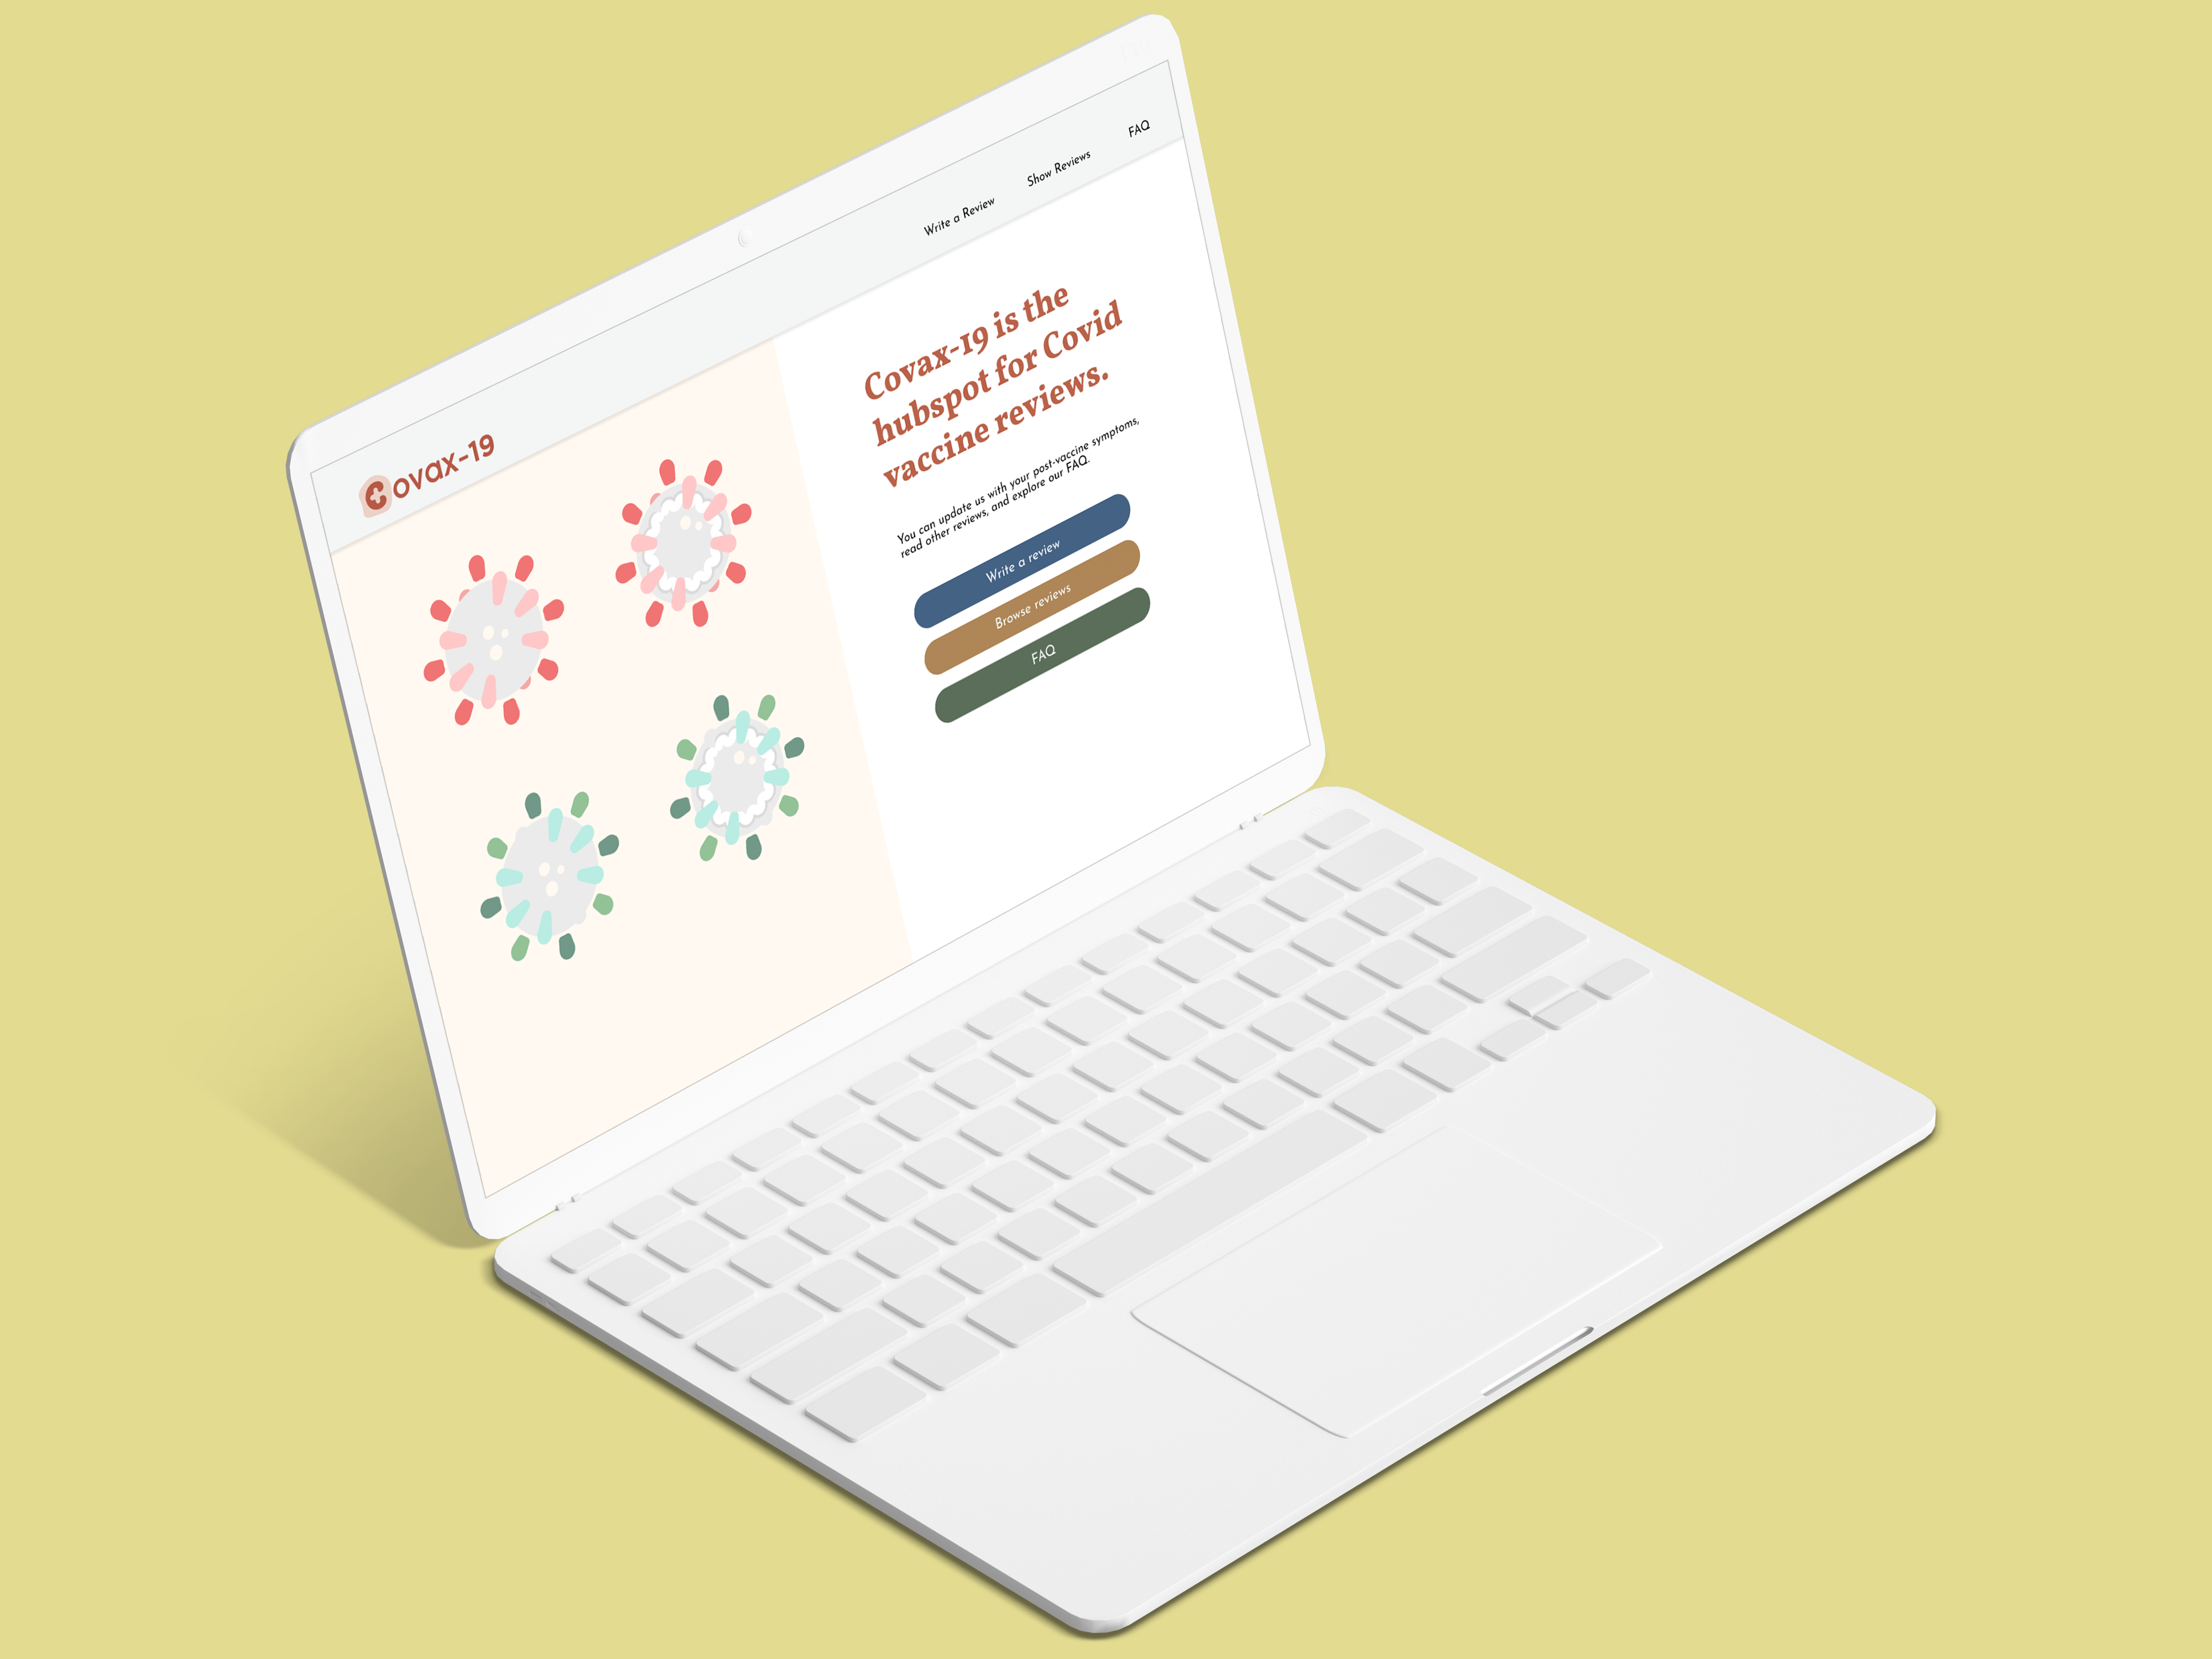 Covax-19
Write a Review
Show Reviews
FAQ
Covax-19 is the
hubspot for Covid
vaccine reviews.
You can update us with your post-vaccine symptoms,
read other reviews, and explore our FAQ.
Write a review
Browse reviews
FAQ